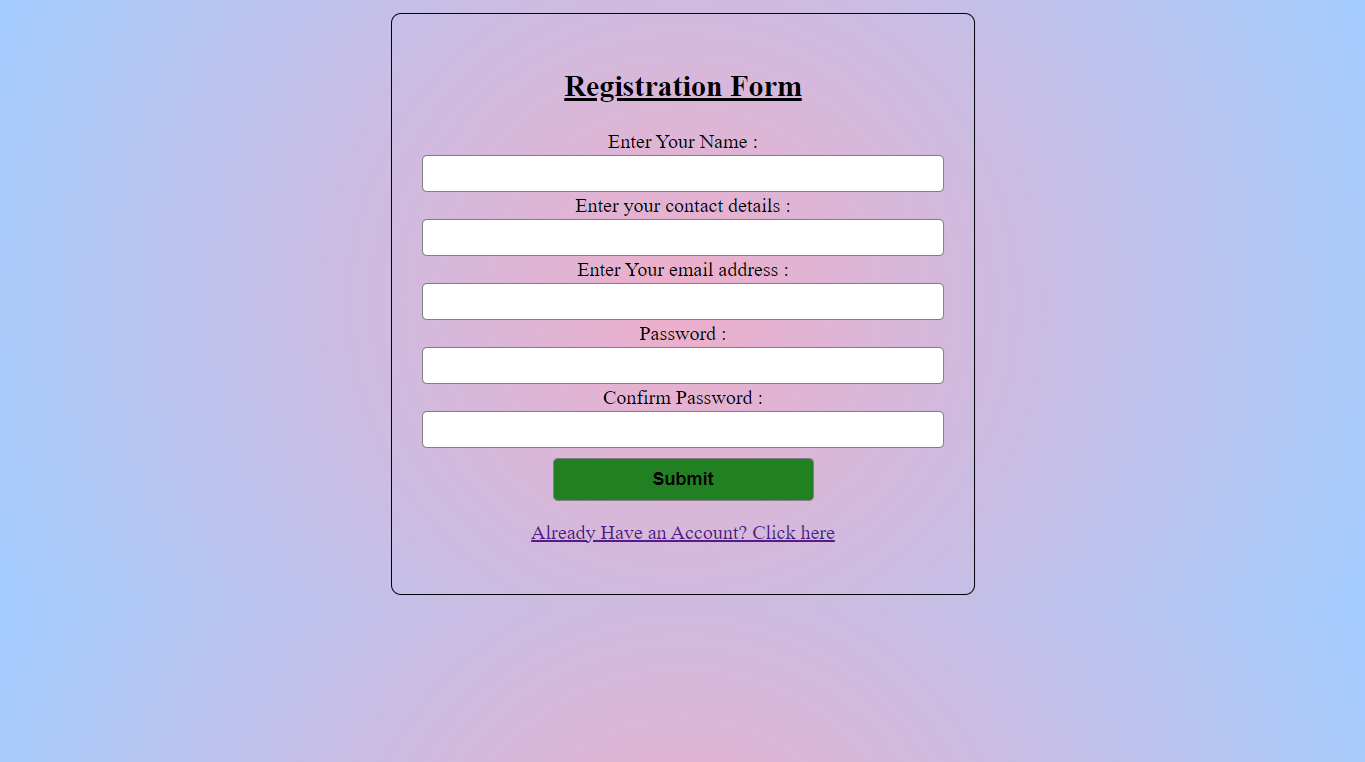 Registration Form
Enter Your Name :
Enter your contact details :
Enter Your email address :
Password :
Confirm Password :
Submit
Already Have an Account? Click here